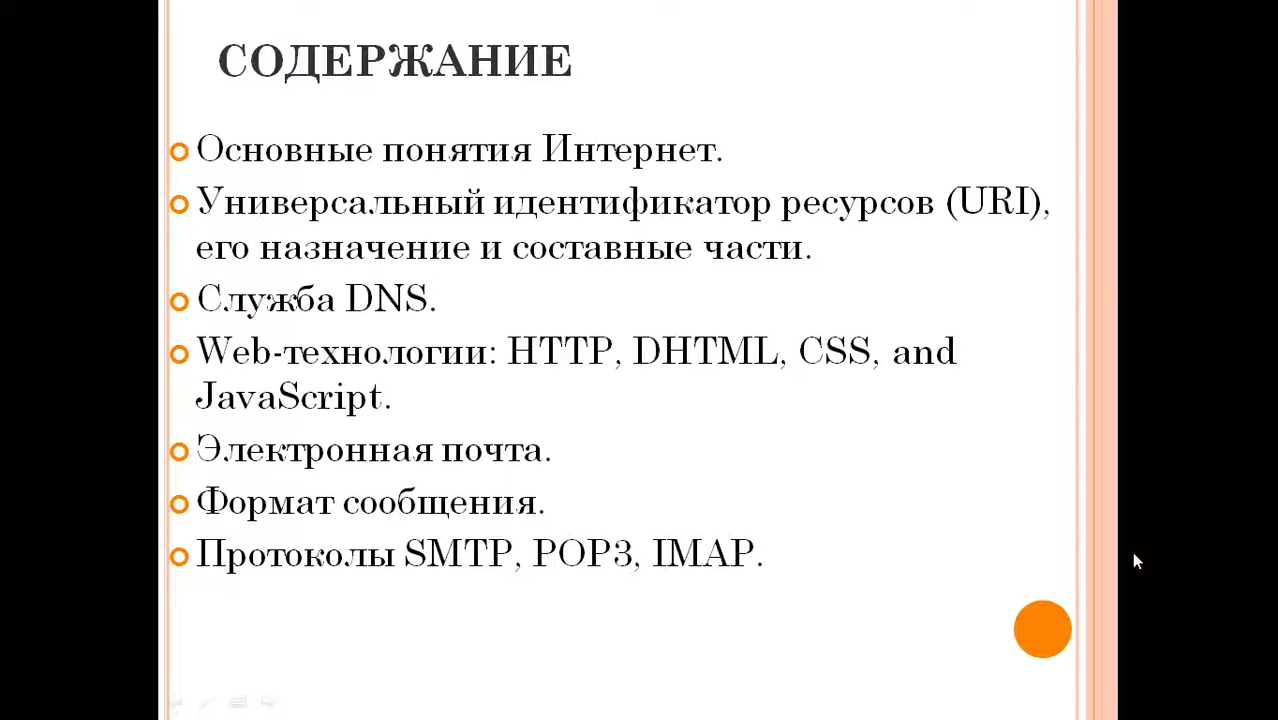 СОДЕРЖАНИЕ
Основные понятия Интернет.
Универсальный идентификатор ресурсов (URI),
его назначение и составные части.
Служба DNS.
Web-технологии: HTTP, DHTML, CSS, and
JavaScript.
Электронная почта.
Формат сообщения.
Протоколы SMTP, POP3, IMAP.